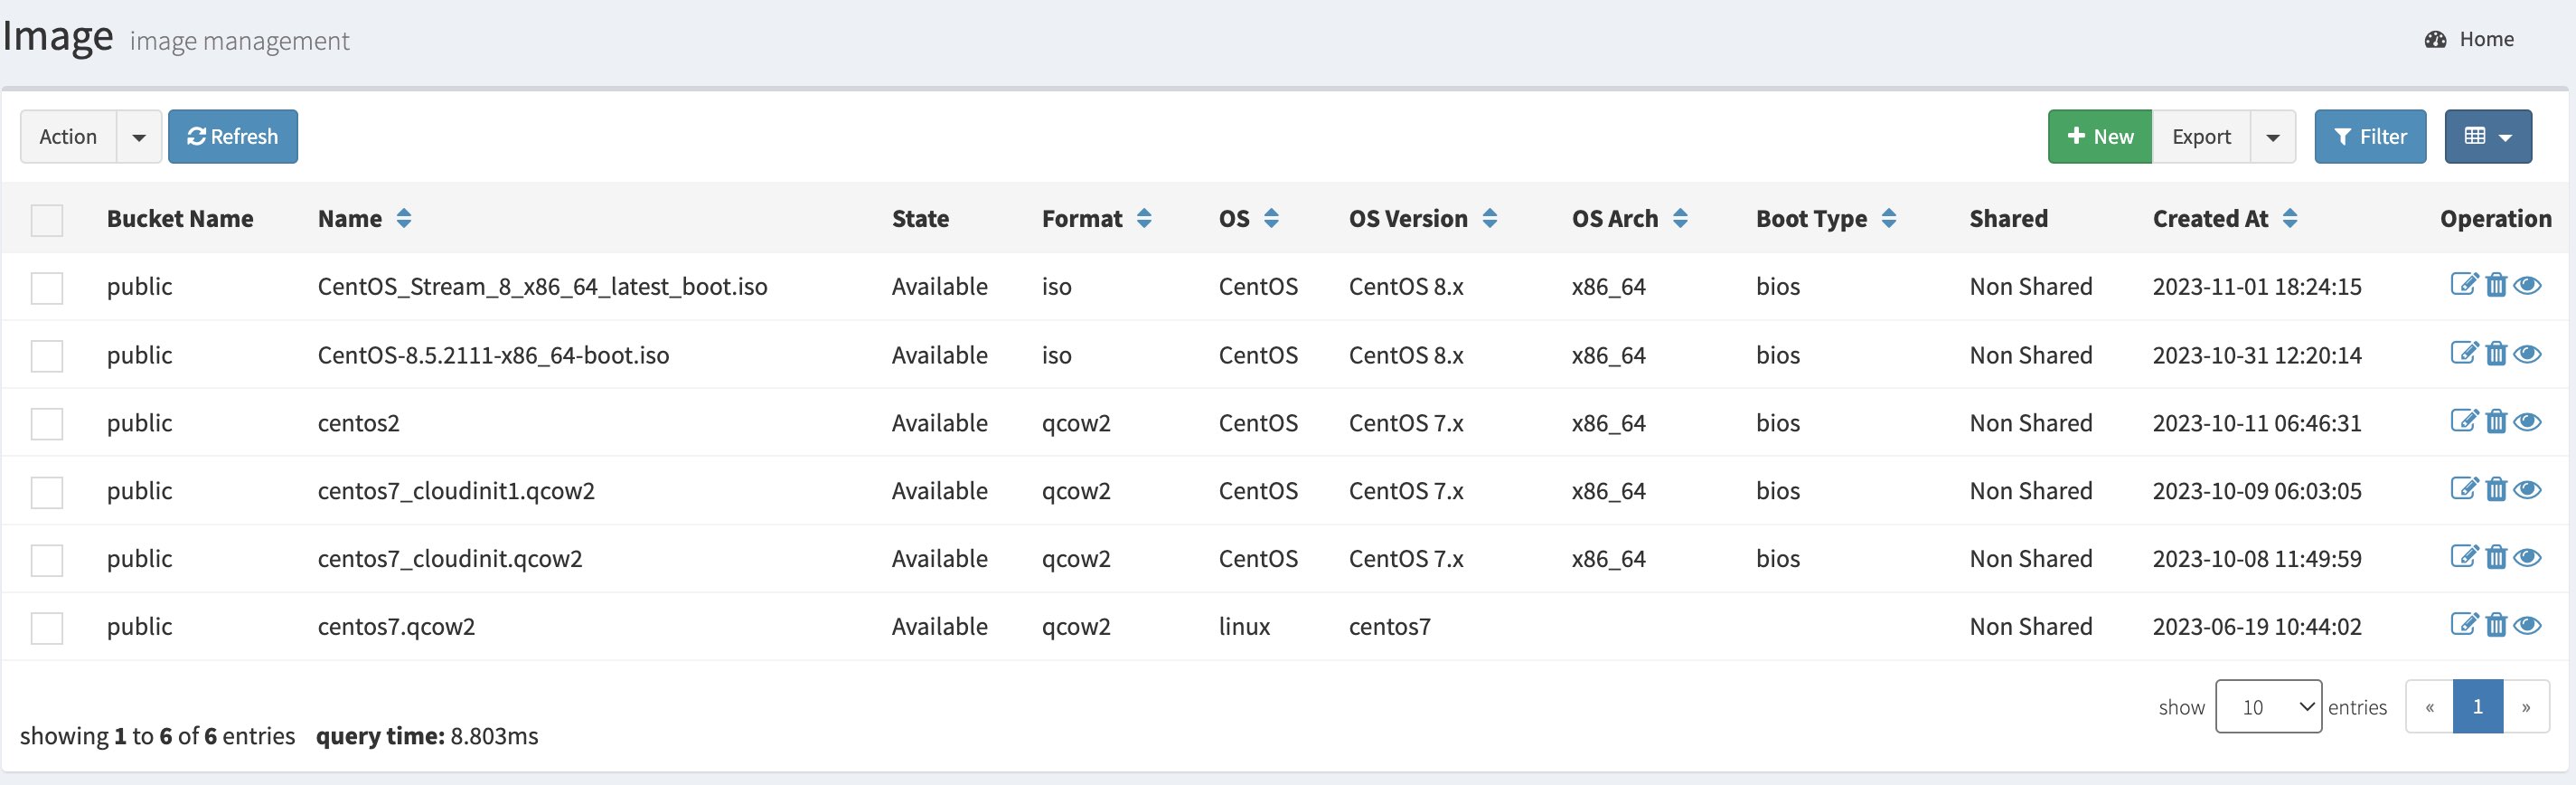 Image image management Home
Action Refresh New Export Filter
Bucket Name Name State Format OS OS Version OS Arch Boot Type Shared Created At Operation
public CentOS_Stream_8_x86_64_latest_boot.iso Available iso CentOS CentOS 8.x x86_64 bios Non Shared 2023-11-01 18:24:15
public CentOS-8.5.2111-x86_64-boot.iso Available iso CentOS CentOS 8.x x86_64 bios Non Shared 2023-10-31 12:20:14
public centos2 Available qcow2 CentOS CentOS 7.x x86_64 bios Non Shared 2023-10-11 06:46:31
public centos7_cloudinit1.qcow2 Available qcow2 CentOS CentOS 7.x x86_64 bios Non Shared 2023-10-09 06:03:05
public centos7_cloudinit.qcow2 Available qcow2 CentOS CentOS 7.x x86_64 bios Non Shared 2023-10-08 11:49:59
public centos7.qcow2 Available qcow2 linux centos7 Non Shared 2023-06-19 10:44:02
show 10 entries « 1 »
showing 1 to 6 of 6 entries query time: 8.803ms